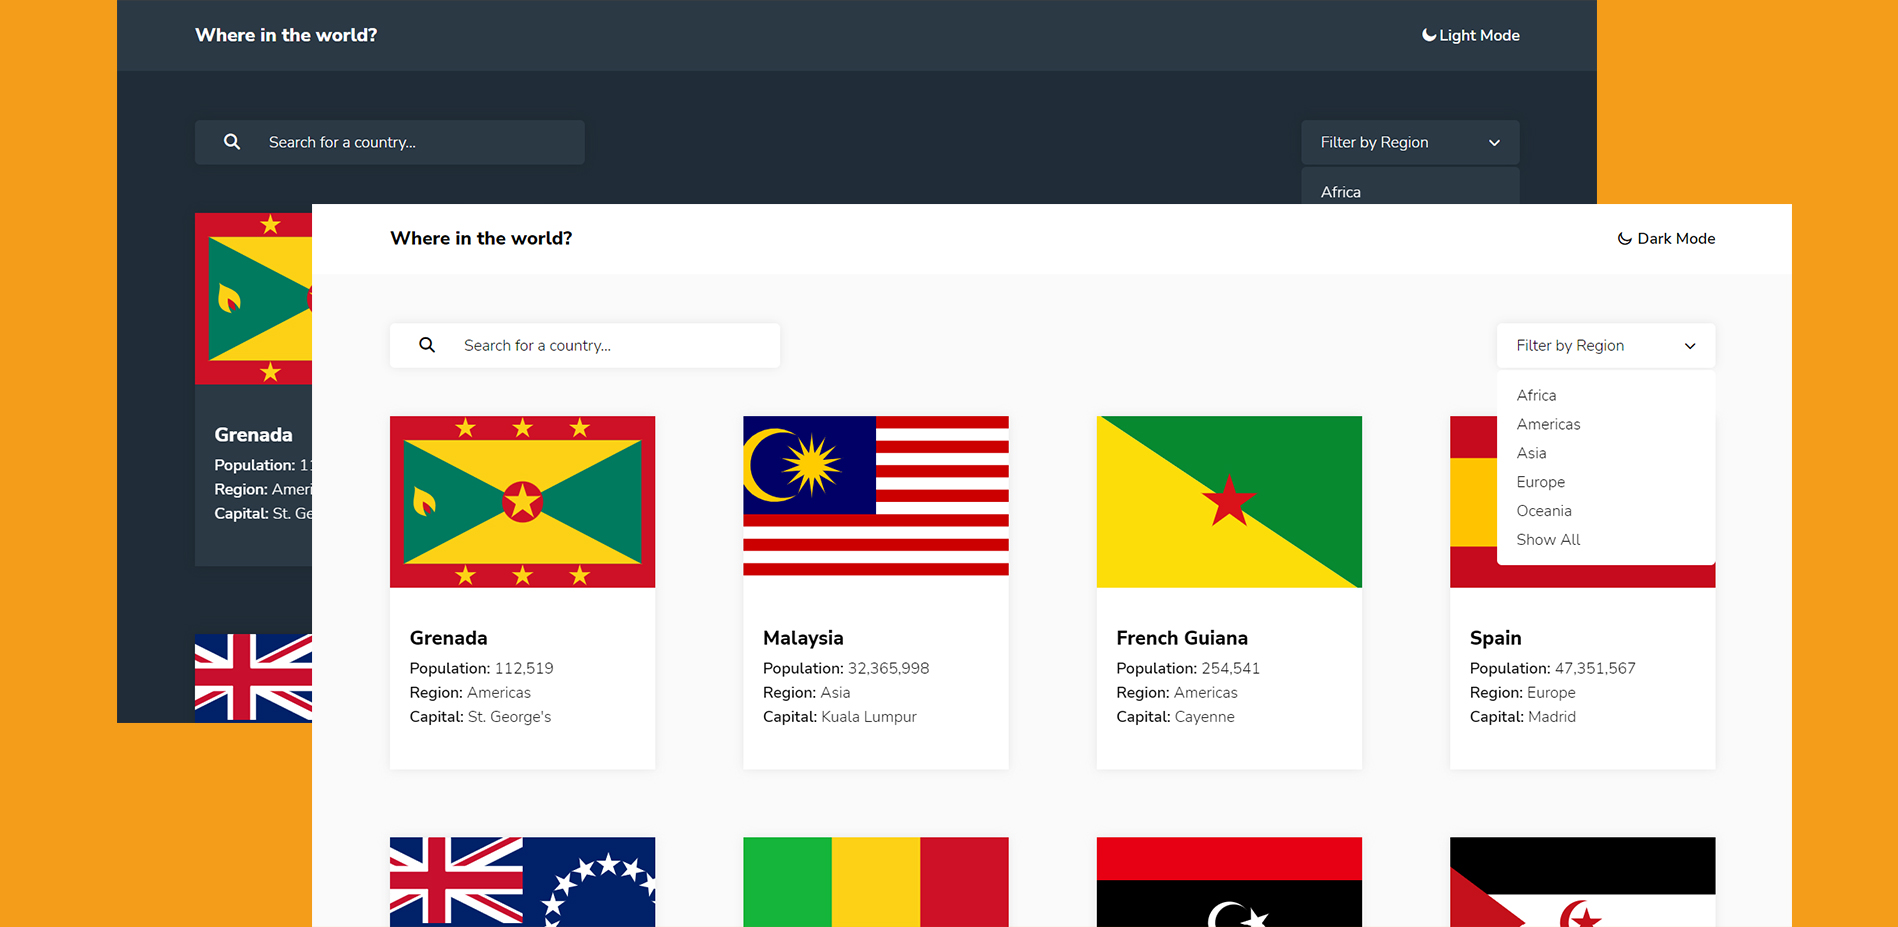 Where in the world?
Light Mode
Search for a country...
Filter by Region
Africa
Grenada
Population: 11
Region: Ameri
Capital: St. Ge
Where in the world?
Dark Mode
Search for a country...
Filter by Region
Africa
Americas
Asia
Europe
Oceania
Show All
Grenada
Population: 112,519
Region: Americas
Capital: St. George's
Malaysia
Population: 32,365,998
Region: Asia
Capital: Kuala Lumpur
French Guiana
Population: 254,541
Region: Americas
Capital: Cayenne
Spain
Population: 47,351,567
Region: Europe
Capital: Madrid